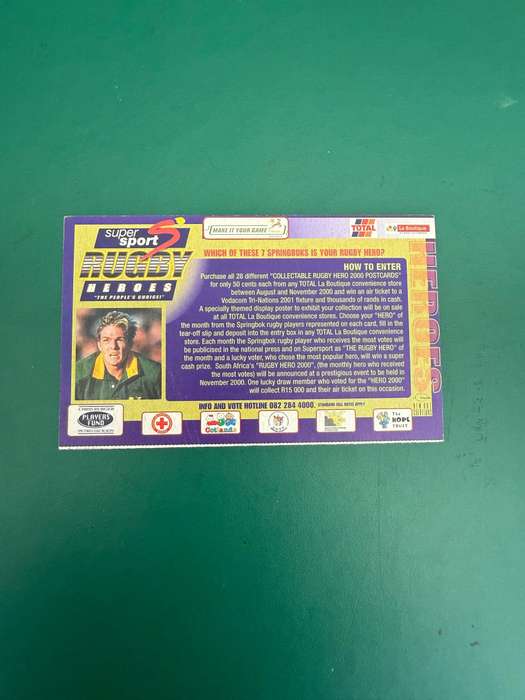 super sport
MAKE IT YOUR GAME
TOTAL
La Boutique
RUGBY
HEROES
"THE PEOPLE'S CHOICE!"
WHICH OF THESE 7 SPRINGBOKS IS YOUR RUGBY HERO?
HOW TO ENTER
Purchase all 28 different "COLLECTABLE RUGBY HERO 2000 POSTCARDS"
for only 50 cents each from any TOTAL La Boutique convenience store
between August and November 2000 and win an air ticket to a
Vodacom Tri-Nations 2001 fixture and thousands of rands in cash.
A specially themed display poster to exhibit your collection will be on sale
at all TOTAL La Boutique convenience stores. Choose your "HERO" of
the month from the Springbok rugby players represented on each card, fill in the
tear-off slip and deposit into the entry box in any TOTAL La Boutique convenience
store. Each month the Springbok rugby player who receives the most votes will
be publicised in the national press and on Supersport as "THE RUGBY HERO" of
the month and a lucky voter, who chose the most popular hero, will win a super
cash prize. South Africa's "RUGBY HERO 2000", (the monthly hero who received
the most votes) will be announced at a prestigious event to be held in
November 2000. One lucky draw member who voted for the "HERO 2000"
will collect R15 000 and their air ticket on this occasion.
HEROES
INFO AND VOTE HOTLINE 082 284 4000. STANDARD CELL RATES APPLY
PLAYERS
FUND
Cotlands
The
HOPE
TRUST